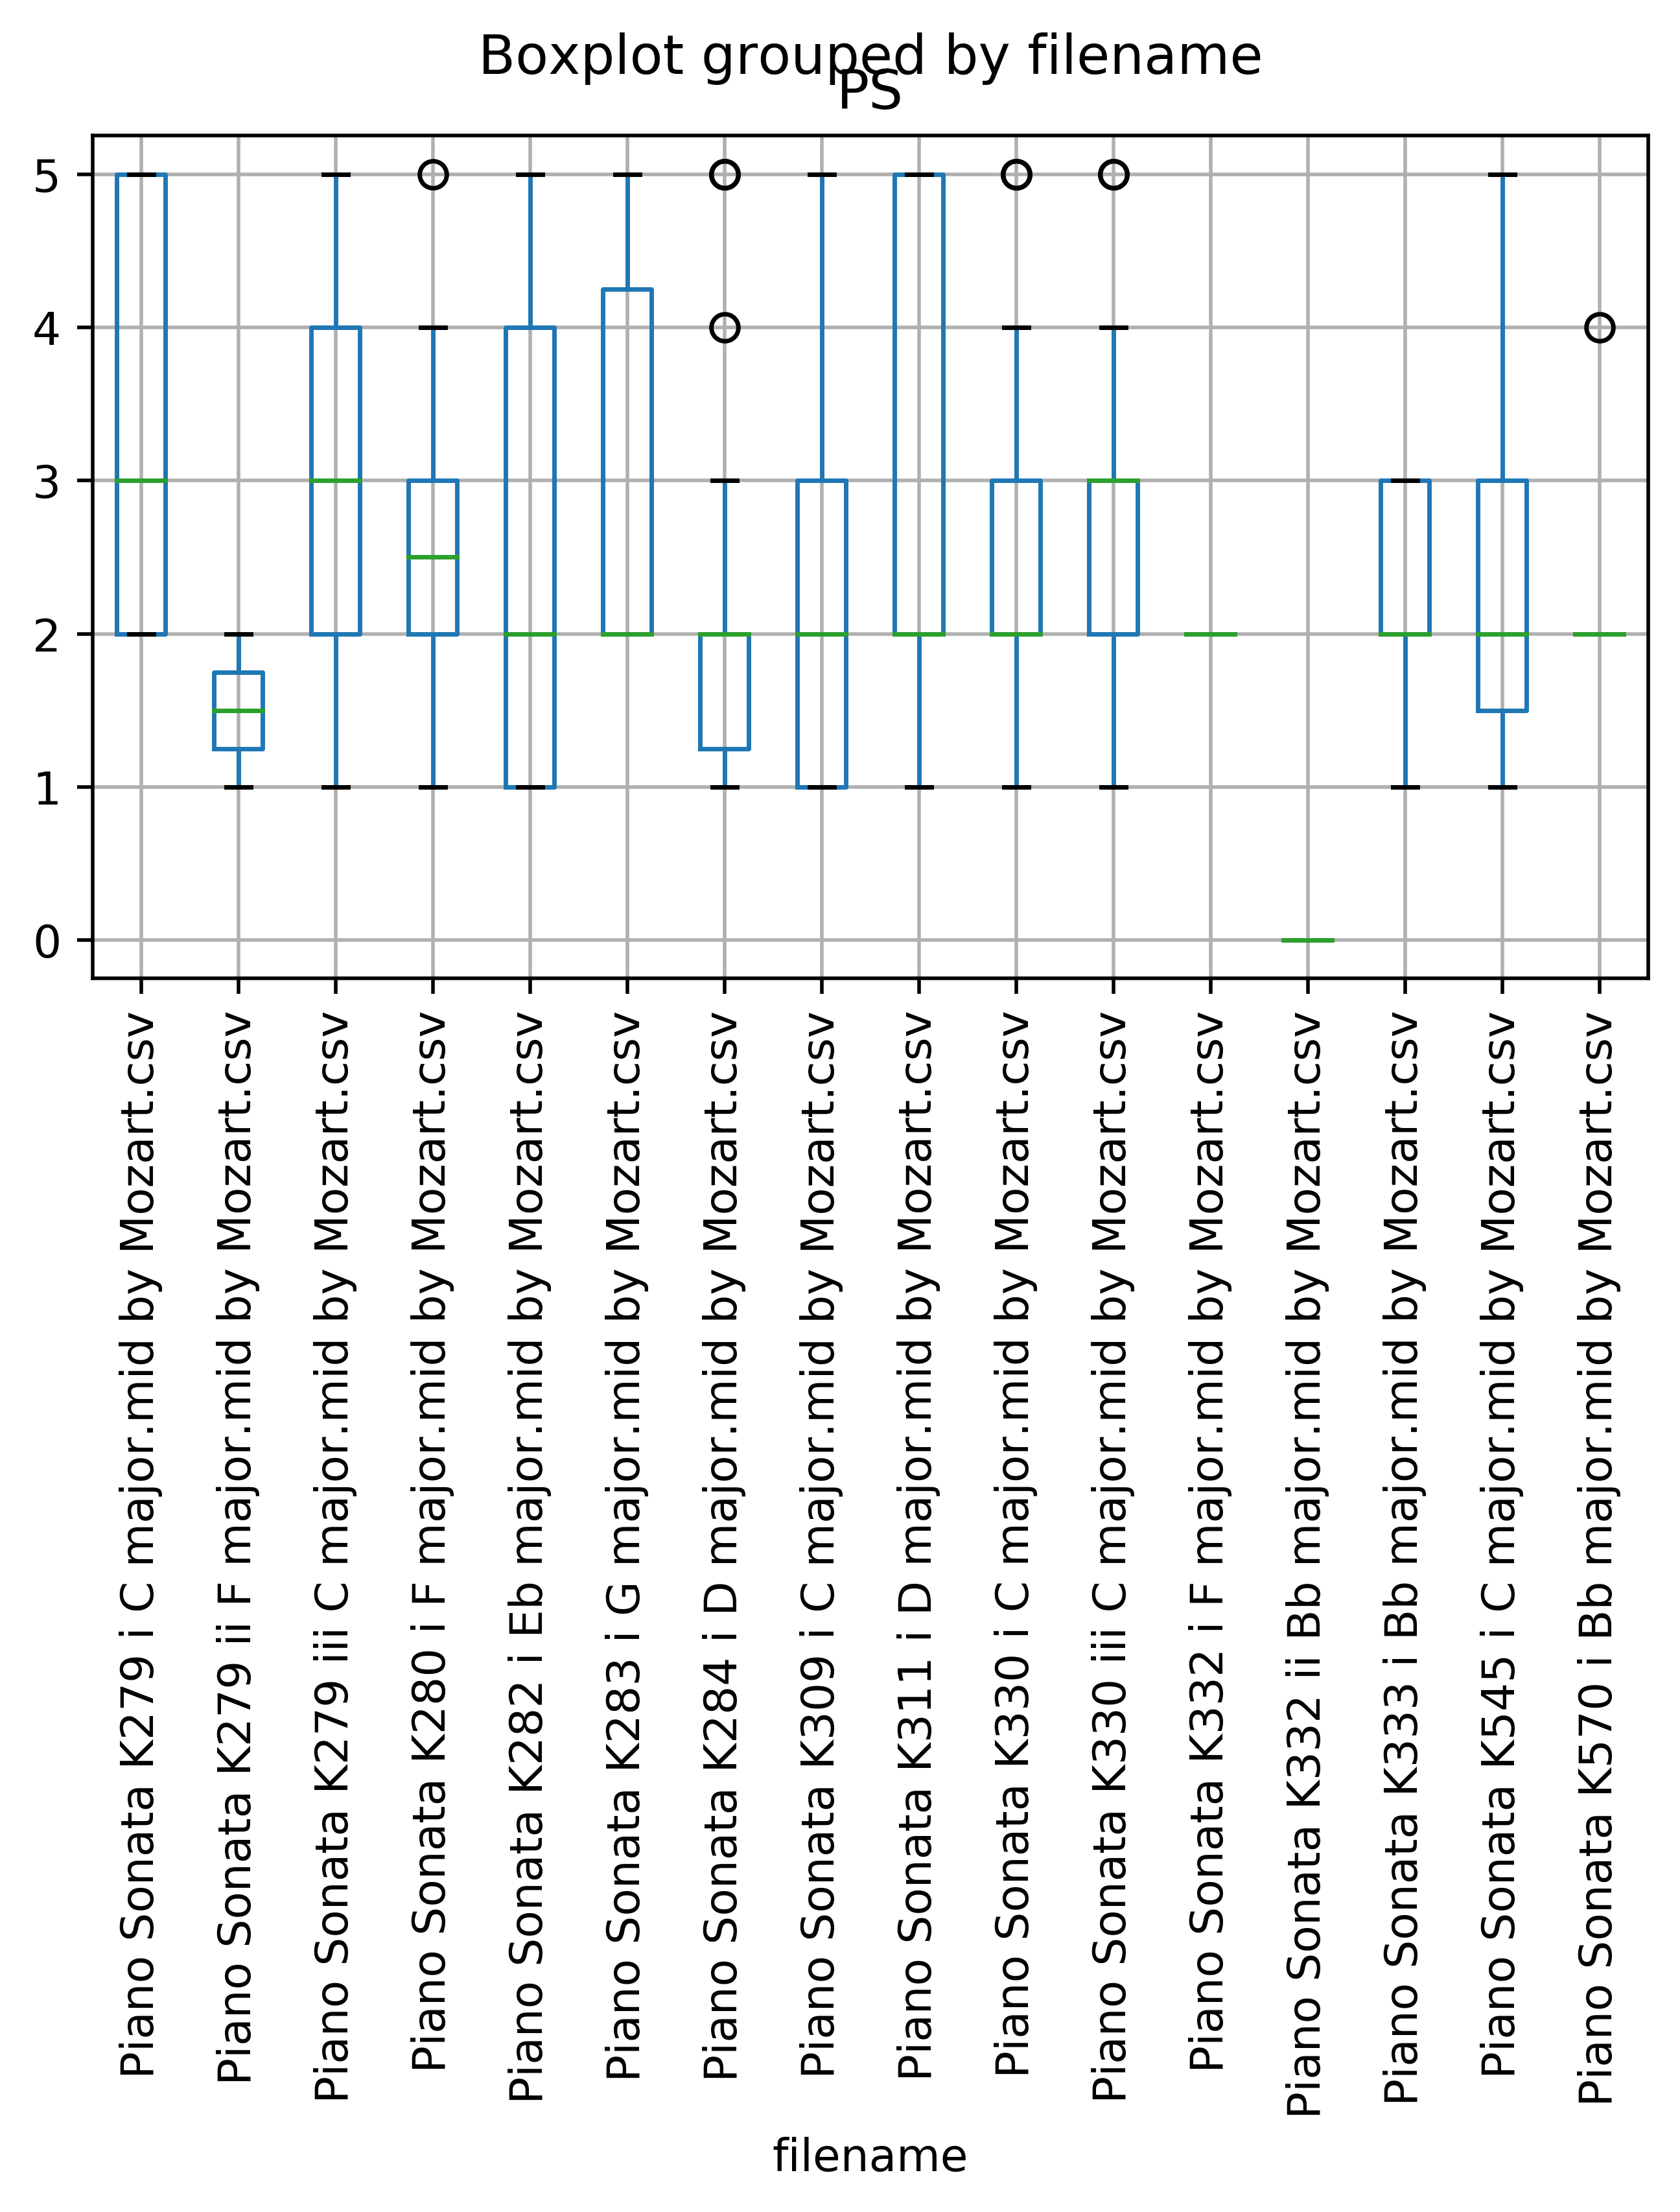 Boxplot grouped by filename
PS
5
4
3
2
1
0
Piano Sonata K279 i C major.mid by Mozart.csv
Piano Sonata K279 ii F major.mid by Mozart.csv
Piano Sonata K279 iii C major.mid by Mozart.csv
Piano Sonata K280 i F major.mid by Mozart.csv
Piano Sonata K282 i Eb major.mid by Mozart.csv
Piano Sonata K283 i G major.mid by Mozart.csv
Piano Sonata K284 i D major.mid by Mozart.csv
Piano Sonata K309 i C major.mid by Mozart.csv
Piano Sonata K311 i D major.mid by Mozart.csv
Piano Sonata K330 i C major.mid by Mozart.csv
Piano Sonata K330 iii C major.mid by Mozart.csv
Piano Sonata K332 i F major.mid by Mozart.csv
Piano Sonata K332 ii Bb major.mid by Mozart.csv
Piano Sonata K333 i Bb major.mid by Mozart.csv
Piano Sonata K545 i C major.mid by Mozart.csv
Piano Sonata K570 i Bb major.mid by Mozart.csv
filename